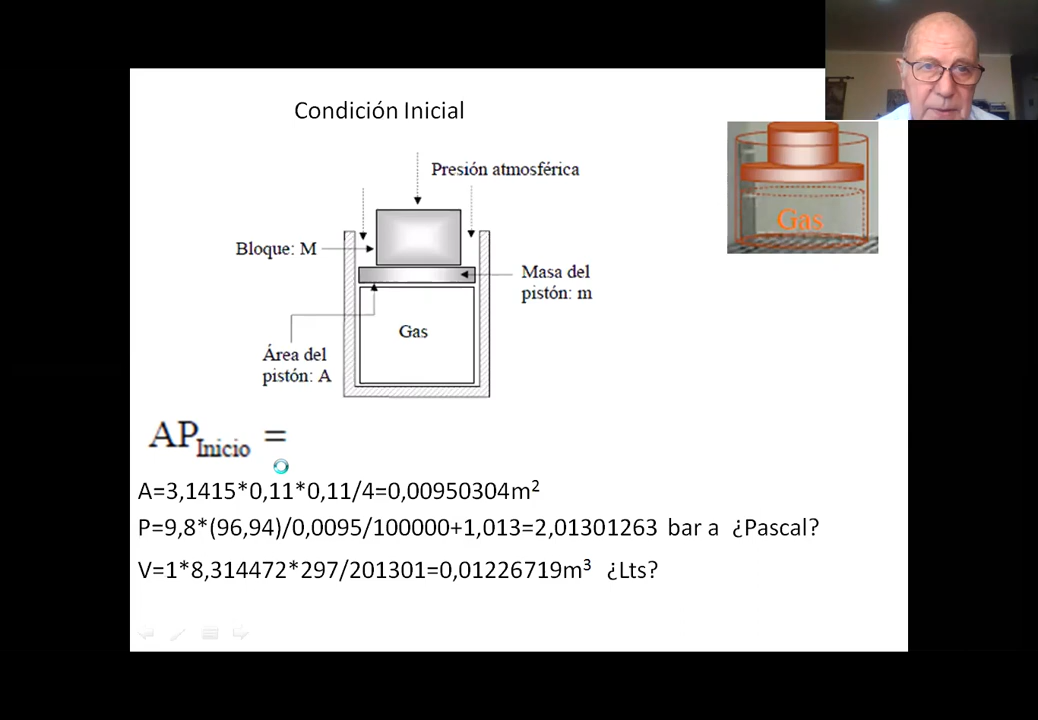 Condición Inicial
Presión atmosférica
Bloque: M
Masa del
pistón: m
Gas
Área del
pistón: A
Gas
AP_Inicio =
A=3,1415*0,11*0,11/4=0,00950304m²
P=9,8*(96,94)/0,0095/100000+1,013=2,01301263 bar a ¿Pascal?
V=1*8,314472*297/201301=0,01226719m³ ¿Lts?